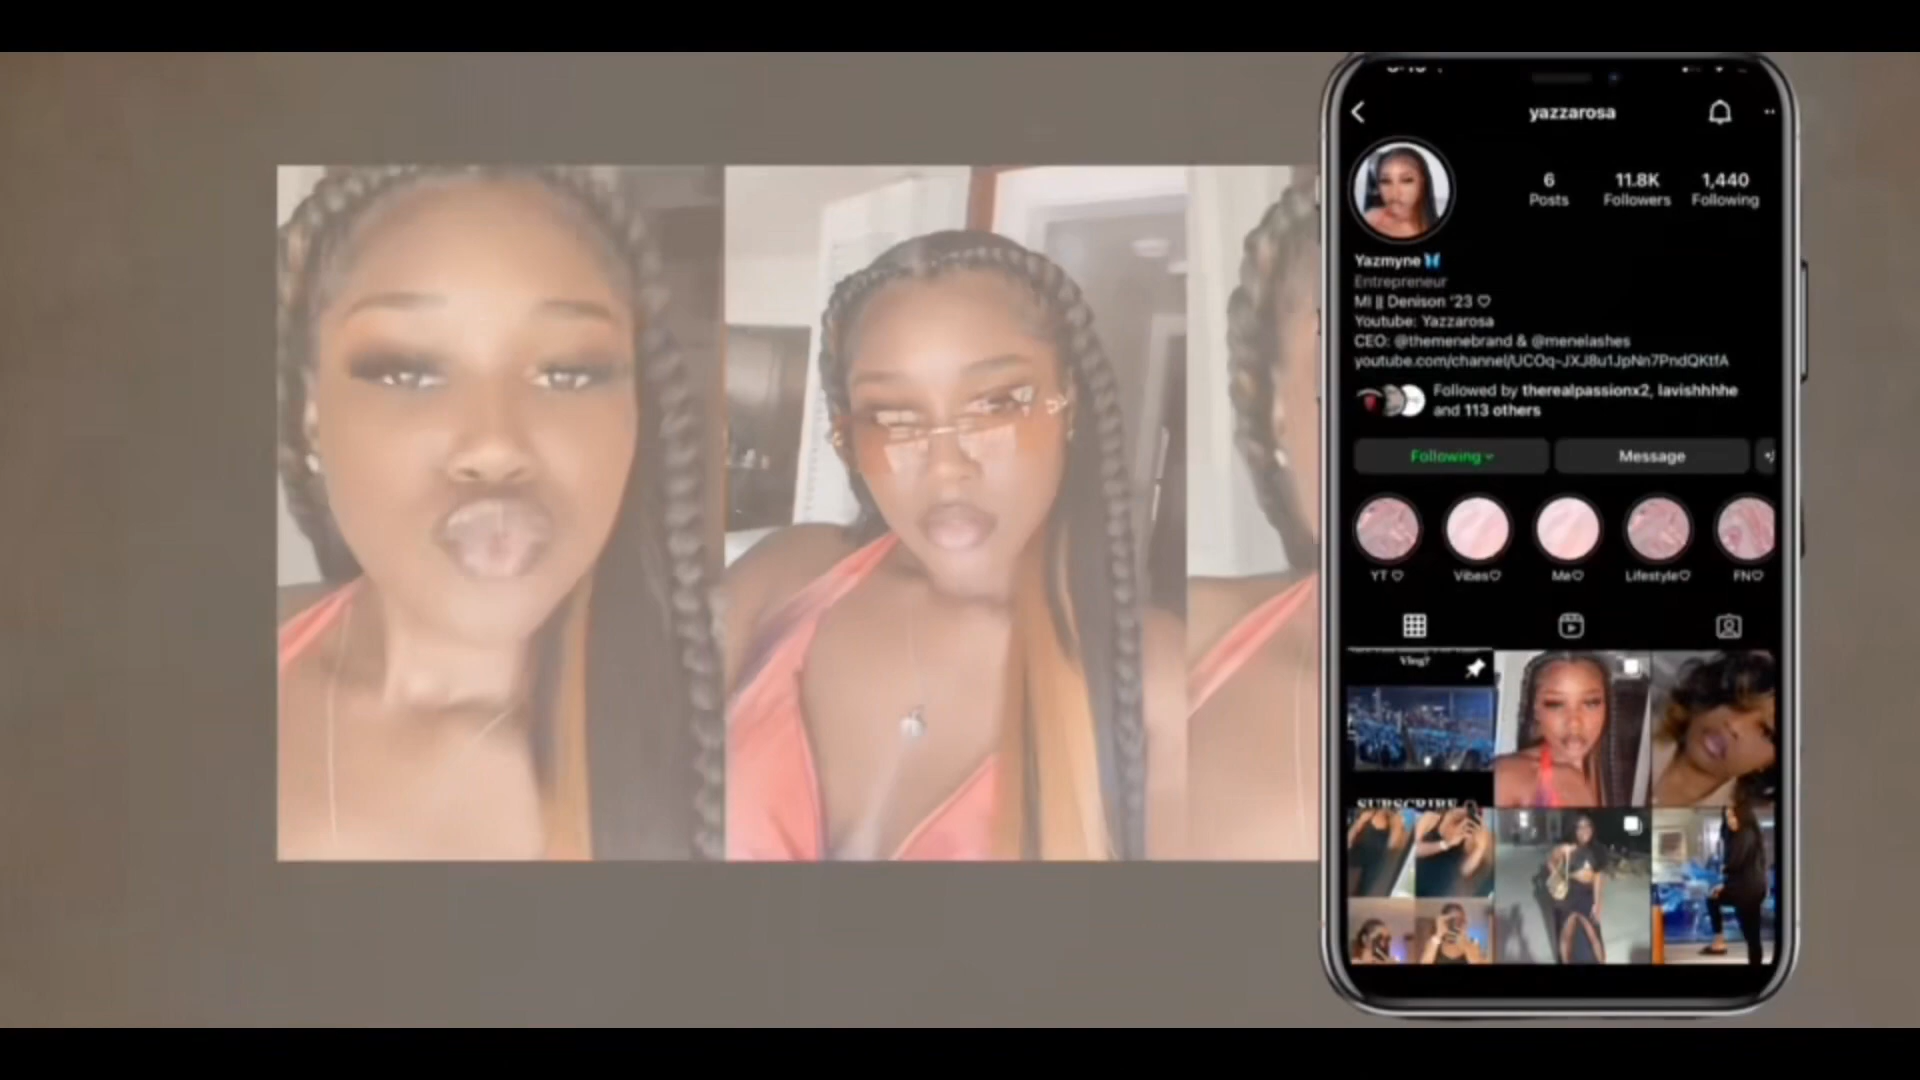 yazzarosa
6 11.8K 1,440
Posts Followers Following
Yazmyne
Entrepreneur
MI || Denison '23 ♡
Youtube: Yazzarosa
CEO: @themenebrand & @menelashes
youtube.com/channel/UCOq-JXJ8u1JpNn7PndQKtfA
Followed by therealpassionx2, lavishhhhe
and 113 others
Following Message
YT ♡ Vibes♡ Me♡ Lifestyle♡ FN♡
Vlog?
SUBSCRIBE